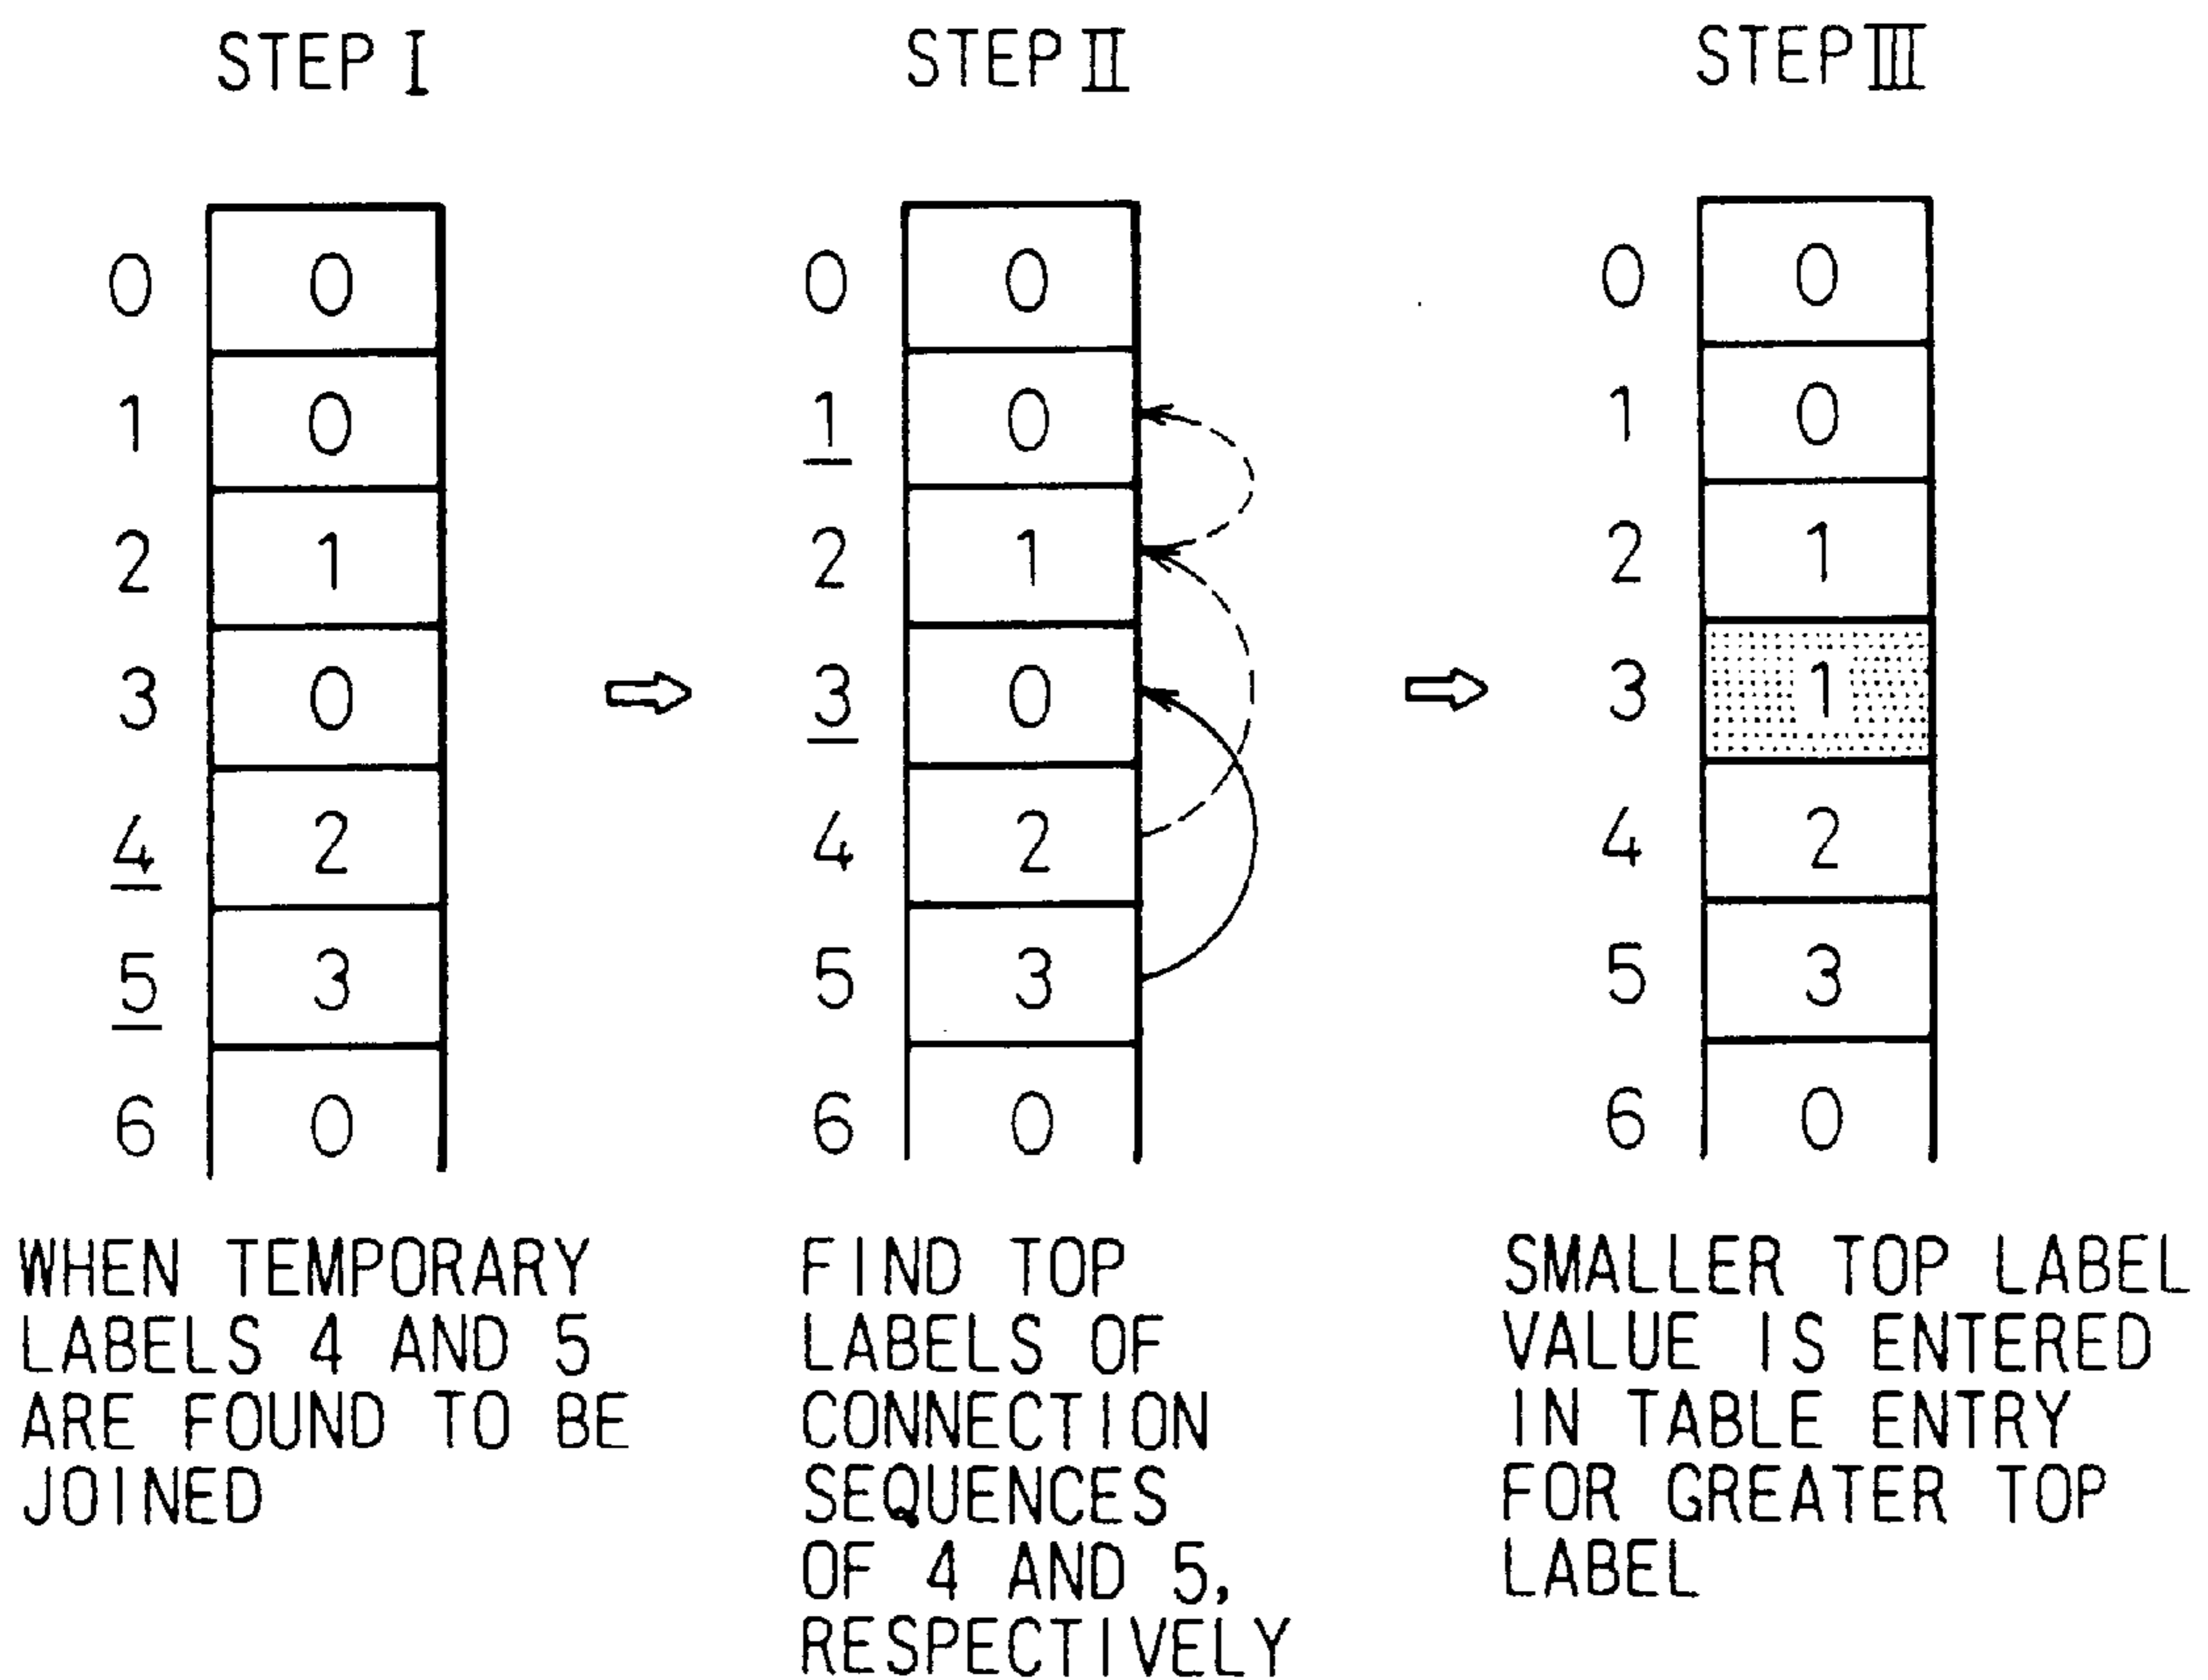 STEP I
0 0
1 0
2 1
3 0
4 2
5 3
6 0
WHEN TEMPORARY
LABELS 4 AND 5
ARE FOUND TO BE
JOINED
STEP II
0 0
1 0
2 1
3 0
4 2
5 3
6 0
FIND TOP
LABELS OF
CONNECTION
SEQUENCES
OF 4 AND 5,
RESPECTIVELY
STEP III
0 0
1 0
2 1
3 1
4 2
5 3
6 0
SMALLER TOP LABEL
VALUE IS ENTERED
IN TABLE ENTRY
FOR GREATER TOP
LABEL